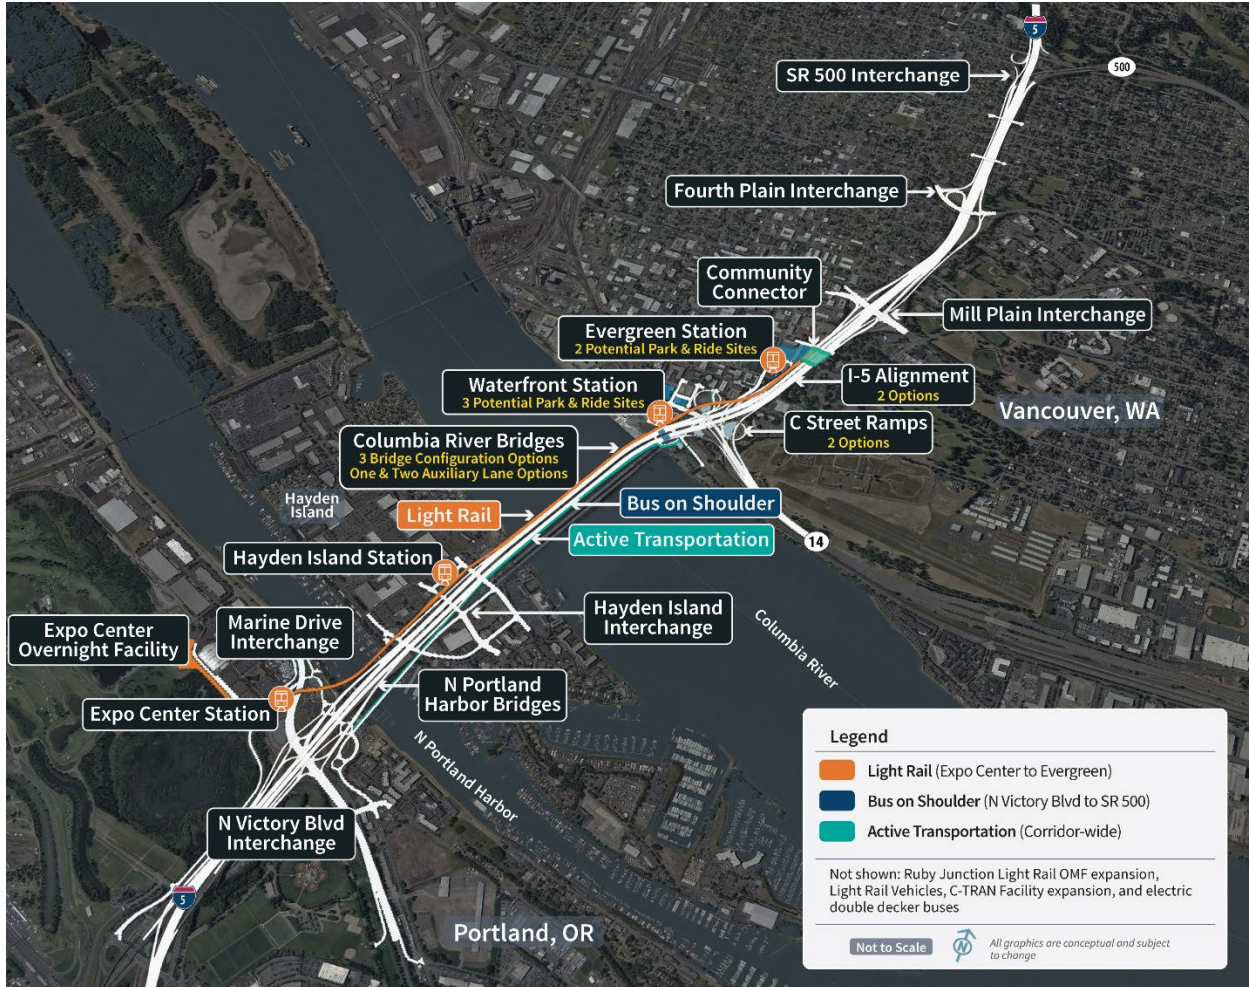 5
SR 500 Interchange
500
Fourth Plain Interchange
Community
Connector
Mill Plain Interchange
Evergreen Station
2 Potential Park & Ride Sites
I-5 Alignment
2 Options
Vancouver, WA
Waterfront Station
3 Potential Park & Ride Sites
C Street Ramps
2 Options
Columbia River Bridges
3 Bridge Configuration Options
One & Two Auxiliary Lane Options
Hayden
Island
Light Rail
Bus on Shoulder
Active Transportation
14
Hayden Island Station
Hayden Island
Interchange
Columbia River
Marine Drive
Interchange
Expo Center
Overnight Facility
N Portland
Harbor Bridges
Expo Center Station
N Portland Harbor
N Victory Blvd
Interchange
5
Portland, OR
Legend
Light Rail (Expo Center to Evergreen)
Bus on Shoulder (N Victory Blvd to SR 500)
Active Transportation (Corridor-wide)
Not shown: Ruby Junction Light Rail OMF expansion,
Light Rail Vehicles, C-TRAN Facility expansion, and electric
double decker buses
Not to Scale
N
All graphics are conceptual and subject
to change